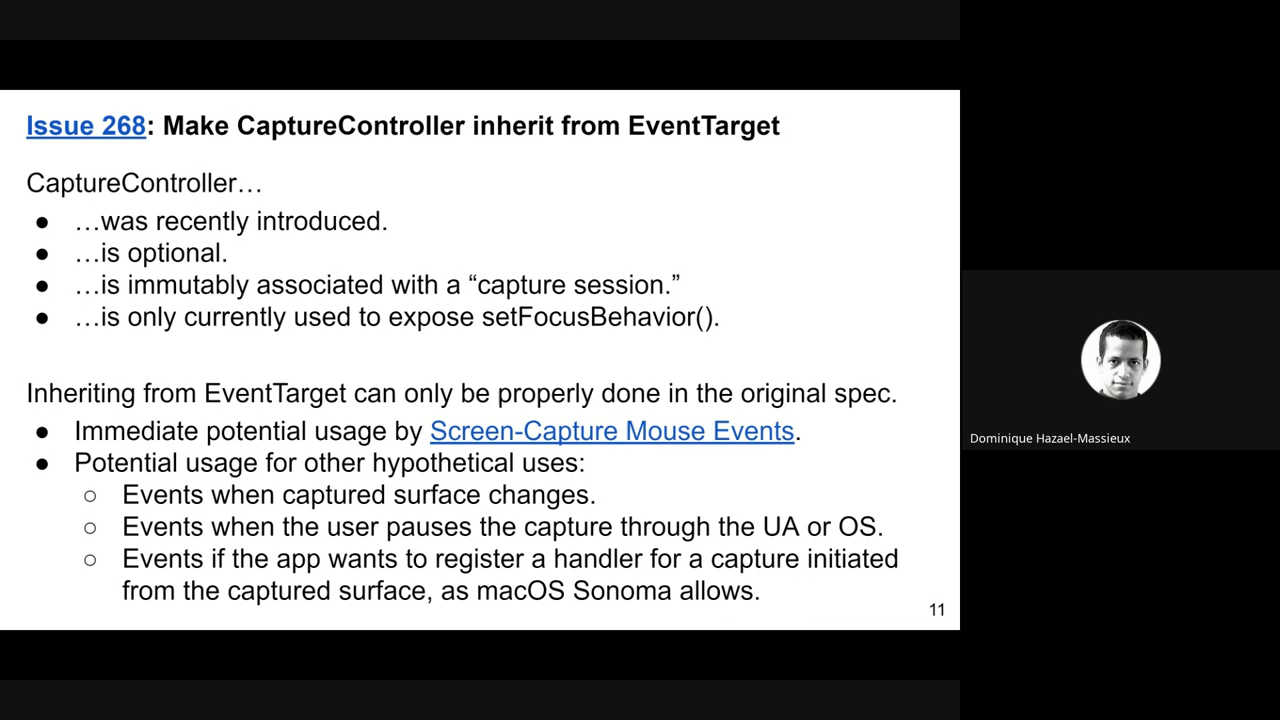 Issue 268: Make CaptureController inherit from EventTarget
CaptureController…
● …was recently introduced.
● …is optional.
● …is immutably associated with a “capture session.”
● …is only currently used to expose setFocusBehavior().
Inheriting from EventTarget can only be properly done in the original spec.
● Immediate potential usage by Screen-Capture Mouse Events.
● Potential usage for other hypothetical uses:
○ Events when captured surface changes.
○ Events when the user pauses the capture through the UA or OS.
○ Events if the app wants to register a handler for a capture initiated
from the captured surface, as macOS Sonoma allows.
11
Dominique Hazael-Massieux